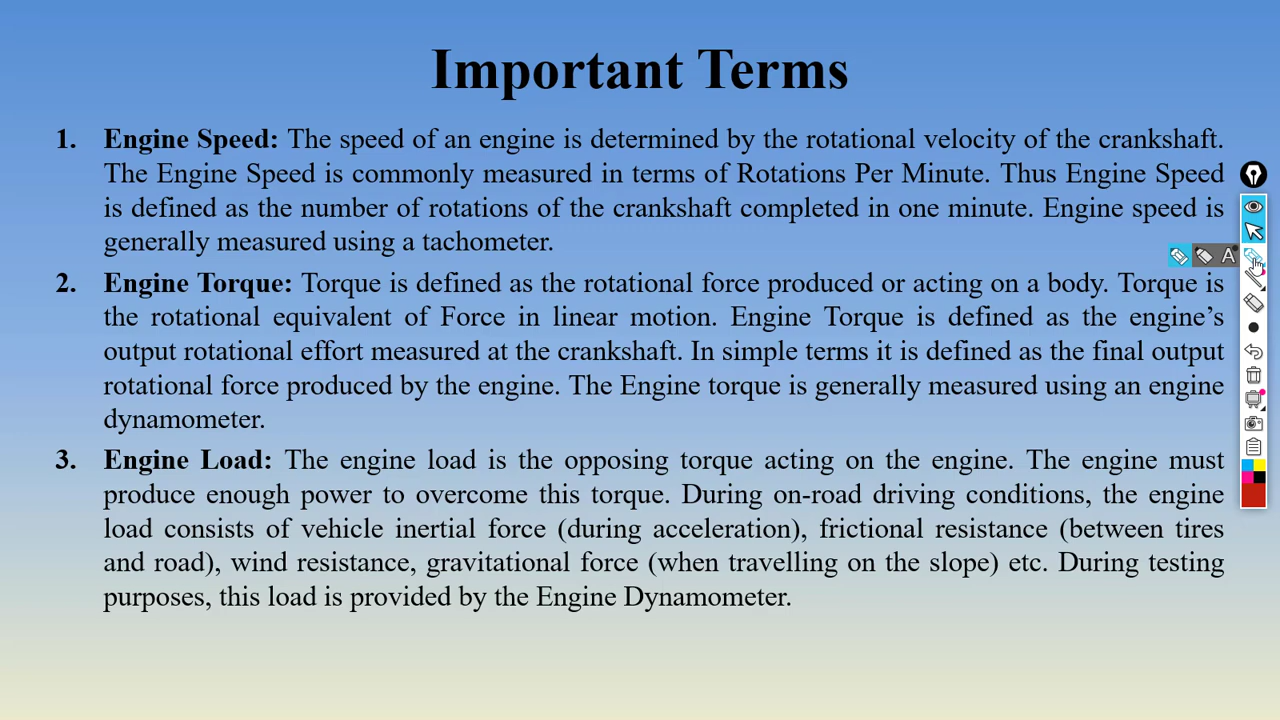 Important Terms
1. Engine Speed: The speed of an engine is determined by the rotational velocity of the crankshaft.
The Engine Speed is commonly measured in terms of Rotations Per Minute. Thus Engine Speed
is defined as the number of rotations of the crankshaft completed in one minute. Engine speed is
generally measured using a tachometer.
2. Engine Torque: Torque is defined as the rotational force produced or acting on a body. Torque is
the rotational equivalent of Force in linear motion. Engine Torque is defined as the engine’s
output rotational effort measured at the crankshaft. In simple terms it is defined as the final output
rotational force produced by the engine. The Engine torque is generally measured using an engine
dynamometer.
3. Engine Load: The engine load is the opposing torque acting on the engine. The engine must
produce enough power to overcome this torque. During on-road driving conditions, the engine
load consists of vehicle inertial force (during acceleration), frictional resistance (between tires
and road), wind resistance, gravitational force (when travelling on the slope) etc. During testing
purposes, this load is provided by the Engine Dynamometer.
A